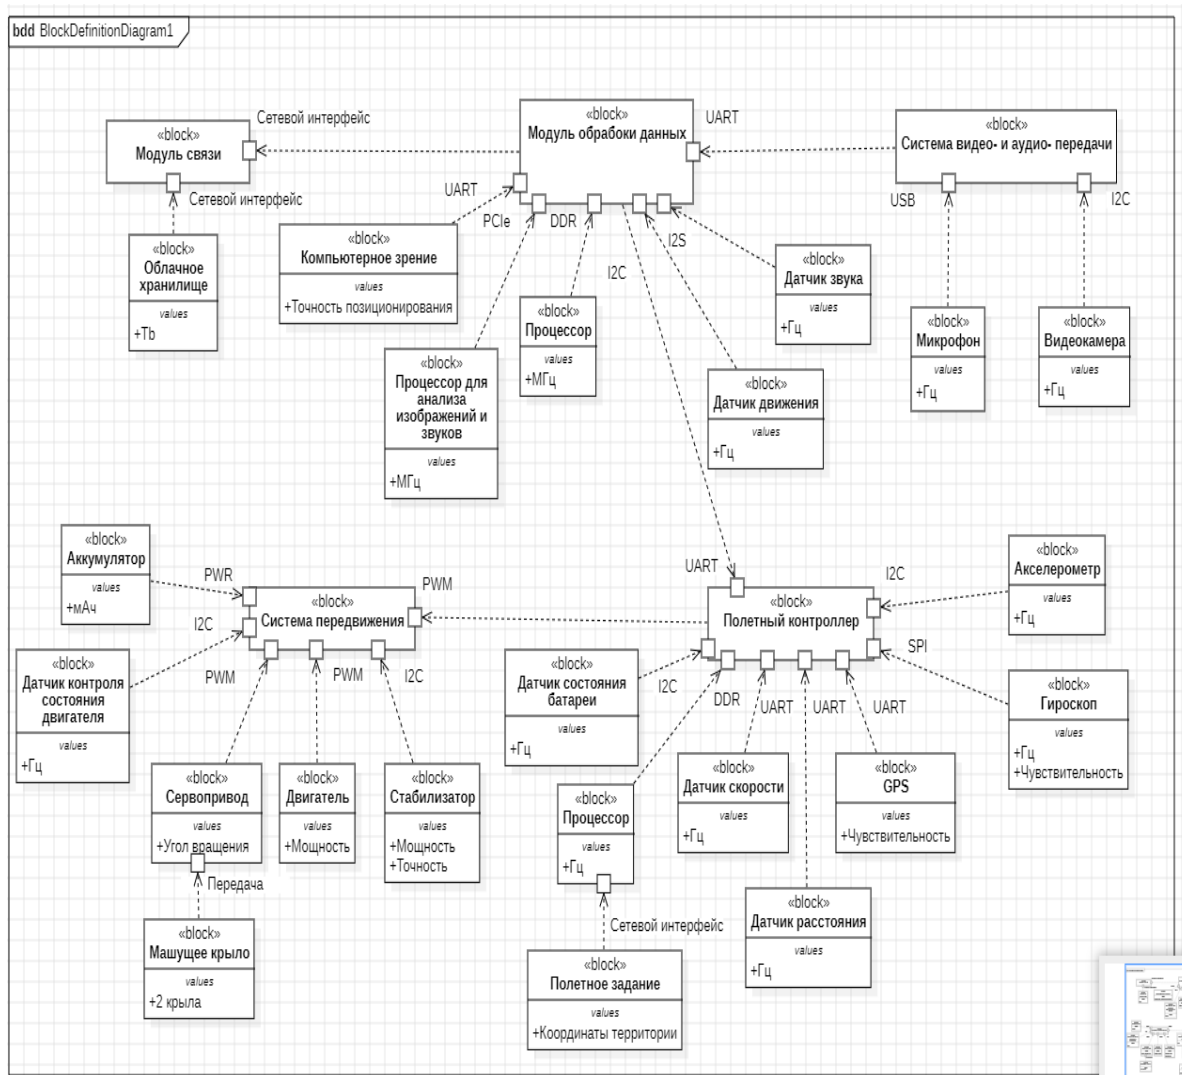 bdd BlockDefinitionDiagram1
Сетевой интерфейс
«block»
Модуль связи
Сетевой интерфейс
«block»
Облачное
хранилище
values
+Tb
«block»
Модуль обрабоки данных
UART
UART
PCIe
DDR
I2S
I2C
«block»
Система видео- и аудио- передачи
USB
I2C
«block»
Компьютерное зрение
values
+Точность позиционирования
«block»
Процессор для
анализа
изображений и
звуков
values
+МГц
«block»
Процессор
values
+МГц
«block»
Датчик звука
values
+Гц
«block»
Датчик движения
values
+Гц
«block»
Микрофон
values
+Гц
«block»
Видеокамера
values
+Гц
«block»
Аккумулятор
values
+мАч
PWR
I2C
«block»
Система передвижения
PWM
PWM
PWM
I2C
«block»
Датчик контроля
состояния
двигателя
values
+Гц
«block»
Сервопривод
values
+Угол вращения
Передача
«block»
Машущее крыло
values
+2 крыла
«block»
Двигатель
values
+Мощность
«block»
Стабилизатор
values
+Мощность
+Точность
UART
«block»
Полетный контроллер
I2C
SPI
I2C
DDR
UART
UART
UART
«block»
Акселерометр
values
+Гц
«block»
Гироскоп
values
+Гц
+Чувствительность
«block»
Датчик состояния
батареи
values
+Гц
«block»
Процессор
values
+Гц
Сетевой интерфейс
«block»
Полетное задание
values
+Координаты территории
«block»
Датчик скорости
values
+Гц
«block»
GPS
values
+Чувствительность
«block»
Датчик расстояния
values
+Гц